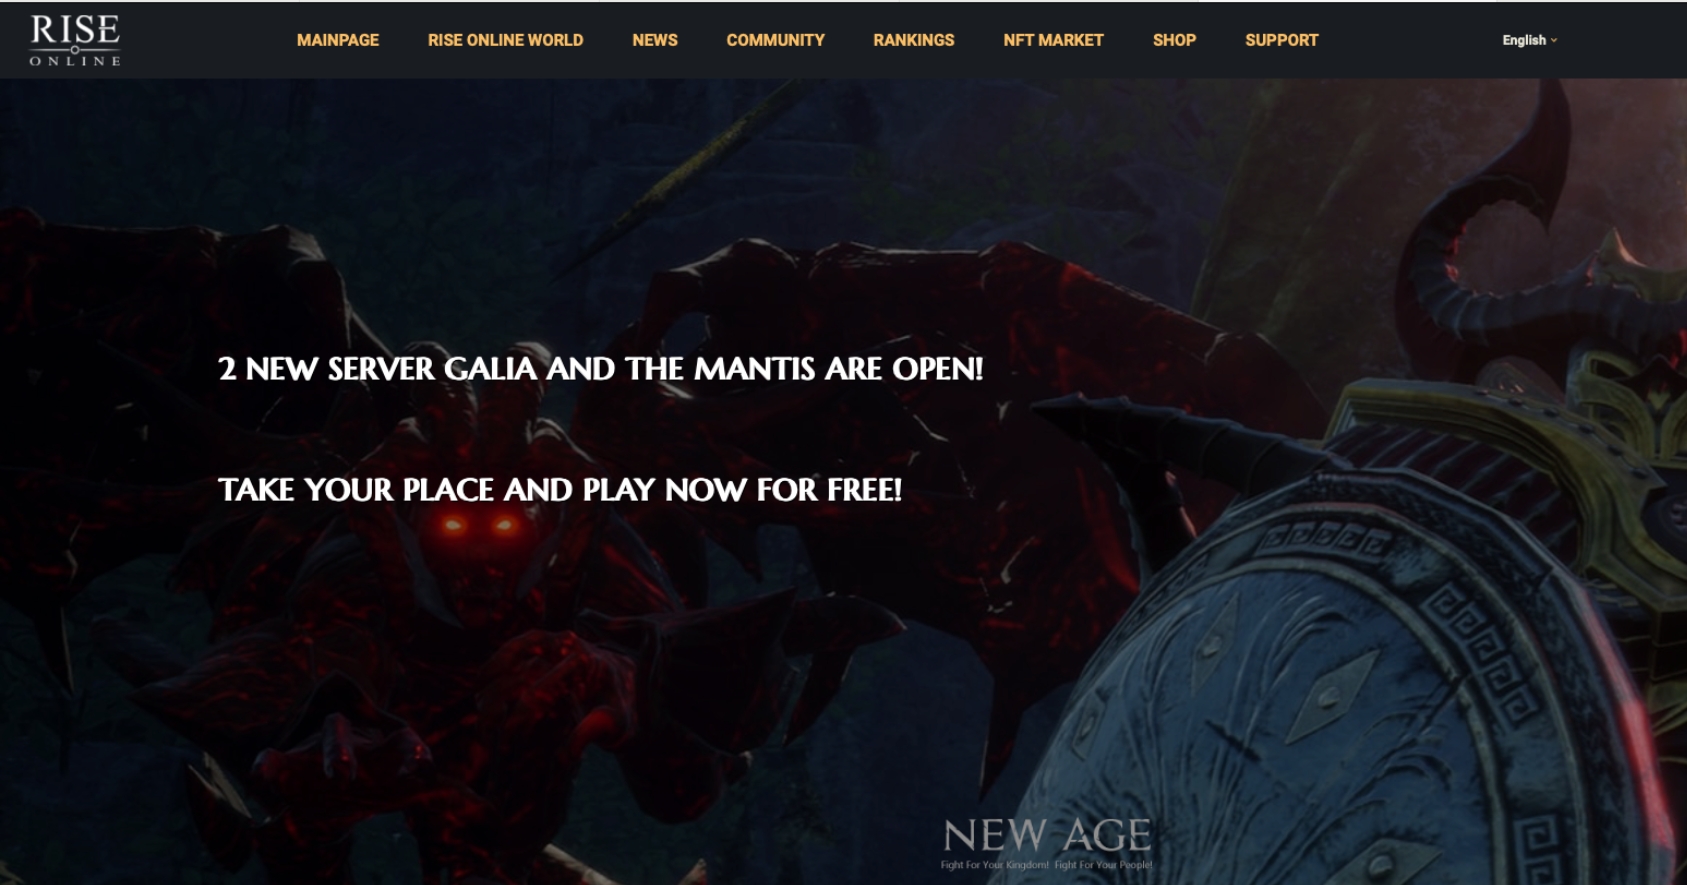 RISE
ONLINE
MAINPAGE RISE ONLINE WORLD NEWS COMMUNITY RANKINGS NFT MARKET SHOP SUPPORT English
2 NEW SERVER GALIA AND THE MANTIS ARE OPEN!
TAKE YOUR PLACE AND PLAY NOW FOR FREE!
NEW AGE
Fight For Your Kingdom! Fight For Your People!